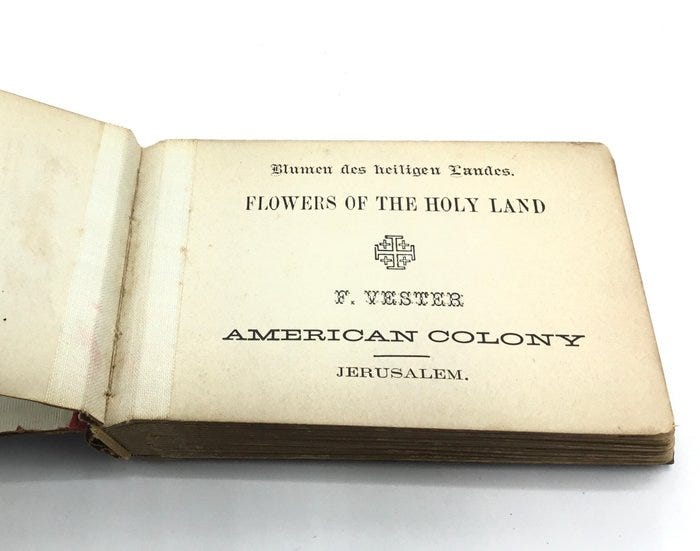 Blumen des heiligen Landes.
FLOWERS OF THE HOLY LAND
F. VESTER
AMERICAN COLONY
JERUSALEM.